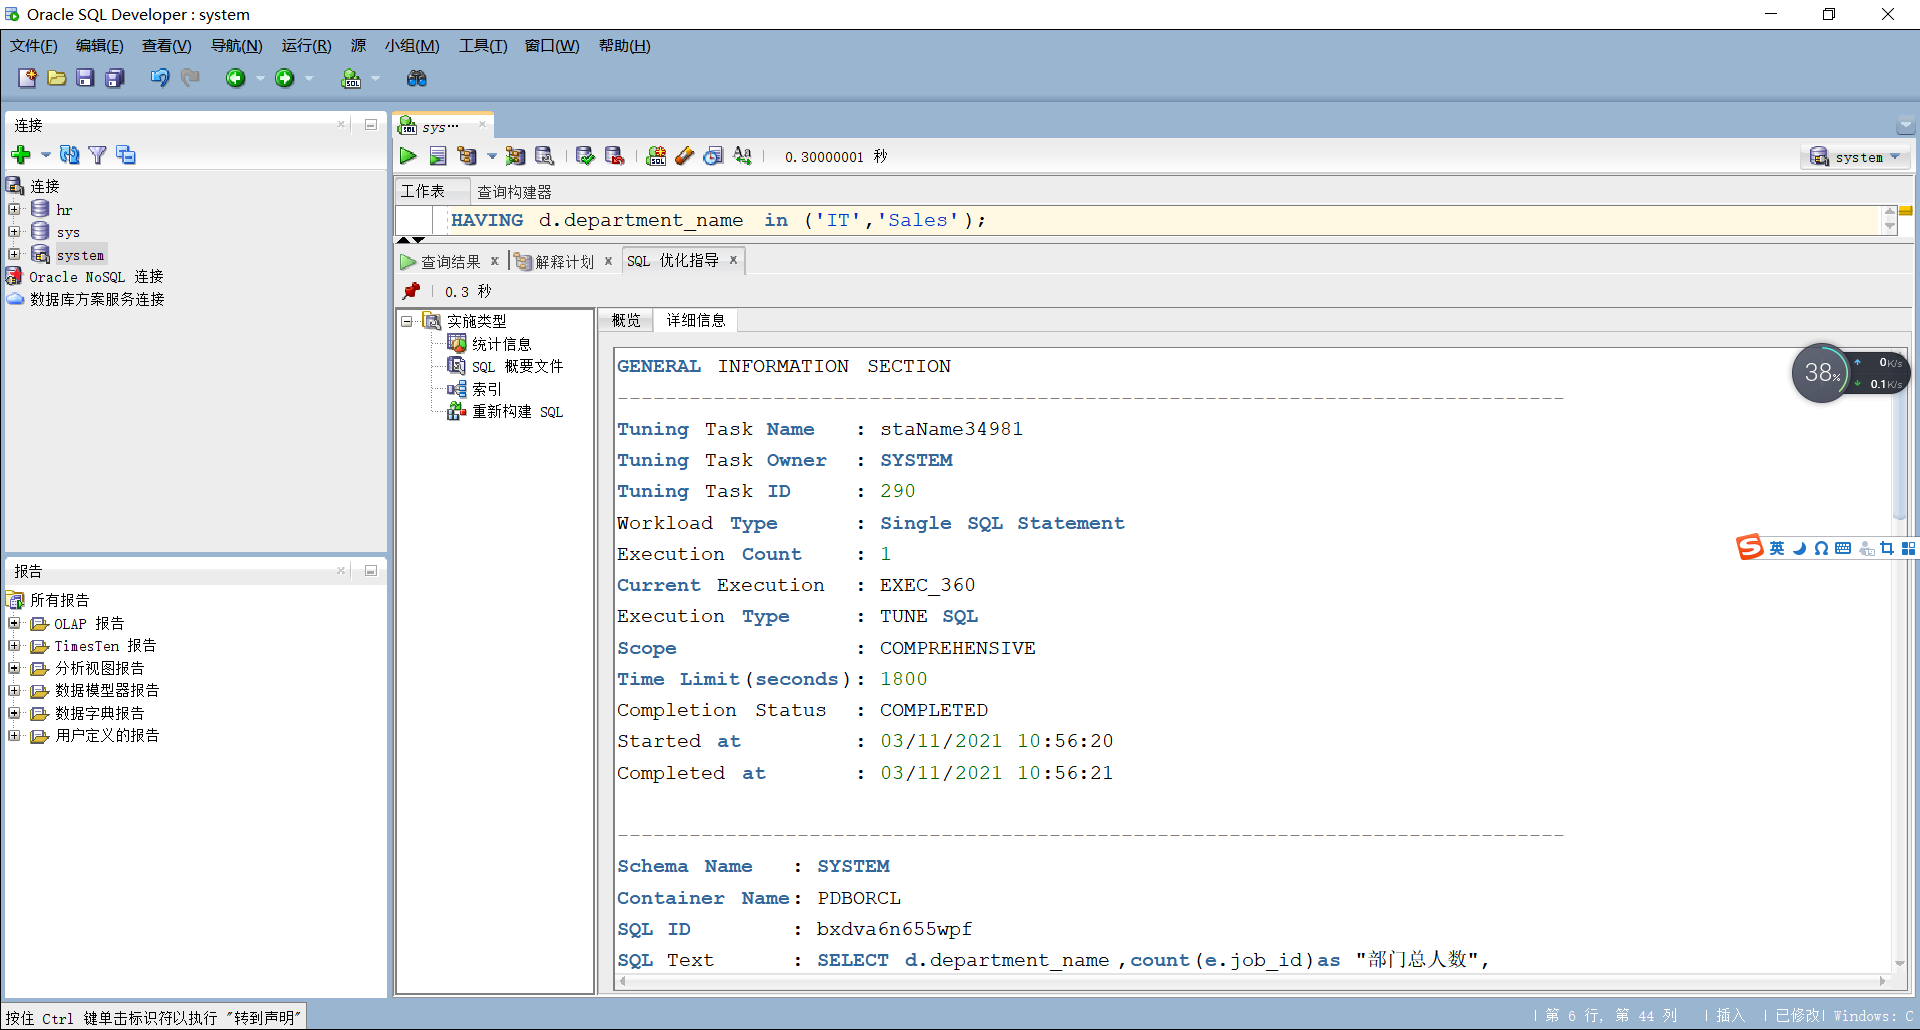 Oracle SQL Developer : system
文件(F) 编辑(E) 查看(V) 导航(N) 运行(R) 源 小组(M) 工具(T) 窗口(W) 帮助(H)
连接
连接
hr
sys
system
Oracle NoSQL 连接
数据库方案服务连接
报告
所有报告
OLAP 报告
TimesTen 报告
分析视图报告
数据模型器报告
数据字典报告
用户定义的报告
sys…
0.30000001 秒
system
工作表 查询构建器
HAVING d.department_name in ('IT','Sales');
查询结果 x 解释计划 x SQL 优化指导 x
0.3 秒
实施类型
统计信息
SQL 概要文件
索引
重新构建 SQL
概览 详细信息
GENERAL INFORMATION SECTION
-------------------------------------------------------------------------------
Tuning Task Name : staName34981
Tuning Task Owner : SYSTEM
Tuning Task ID : 290
Workload Type : Single SQL Statement
Execution Count : 1
Current Execution : EXEC_360
Execution Type : TUNE SQL
Scope : COMPREHENSIVE
Time Limit(seconds): 1800
Completion Status : COMPLETED
Started at : 03/11/2021 10:56:20
Completed at : 03/11/2021 10:56:21
-------------------------------------------------------------------------------
Schema Name : SYSTEM
Container Name: PDBORCL
SQL ID : bxdva6n655wpf
SQL Text : SELECT d.department_name ,count(e.job_id)as "部门总人数",
38%
0K/s
0.1K/s
S 英
按住 Ctrl 键单击标识符以执行 "转到声明"
第 6 行, 第 44 列 | 插入 | 已修改| Windows: C